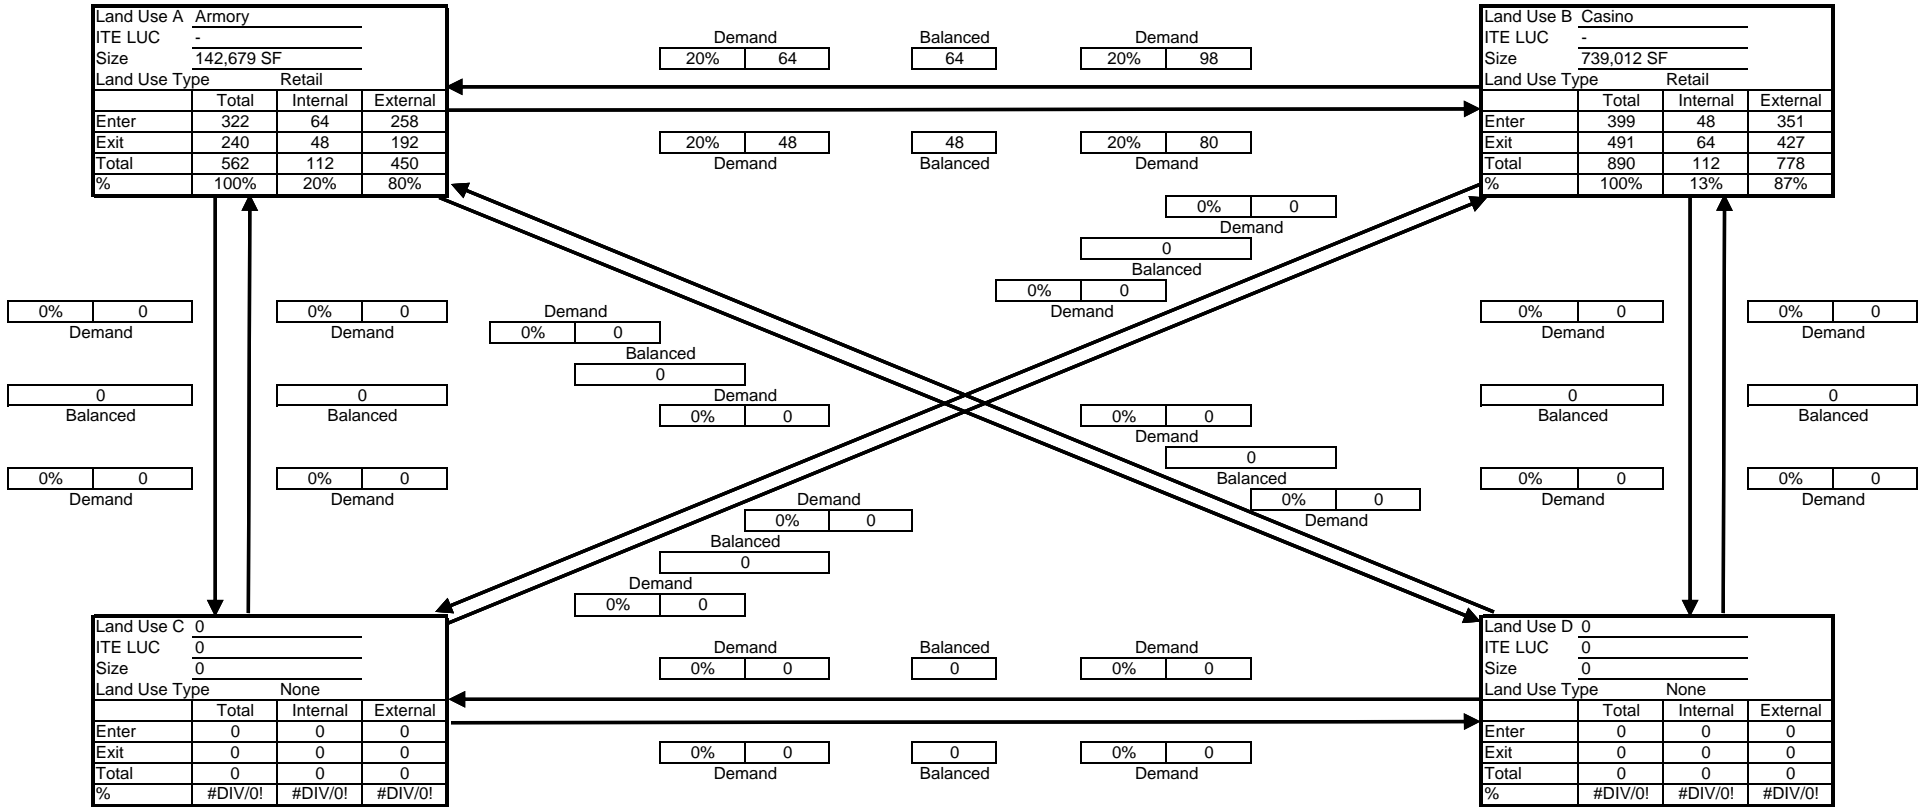 Land Use A Armory
ITE LUC -
Size 142,679 SF
Land Use Type Retail
Total Internal External
Enter 322 64 258
Exit 240 48 192
Total 562 112 450
% 100% 20% 80%
Demand Balanced Demand
20% 64 64 20% 98
20% 48 48 20% 80
Demand Balanced Demand
Land Use B Casino
ITE LUC -
Size 739,012 SF
Land Use Type Retail
Total Internal External
Enter 399 48 351
Exit 491 64 427
Total 890 112 778
% 100% 13% 87%
0% 0
Demand
0
Balanced
0% 0
Demand
0% 0
Demand
0
Balanced
0% 0
Demand
0% 0
Demand
0
Balanced
0% 0
Demand
Demand
0% 0
Balanced
0
Demand
0% 0
0% 0
Demand
0
Balanced
0% 0
Demand
Demand
0% 0
Balanced
0
Demand
0% 0
0% 0
Demand
0
Balanced
0% 0
Demand
0% 0
Demand
0
Balanced
0% 0
Demand
Land Use C 0
ITE LUC 0
Size 0
Land Use Type None
Total Internal External
Enter 0 0 0
Exit 0 0 0
Total 0 0 0
% #DIV/0! #DIV/0! #DIV/0!
Demand Balanced Demand
0% 0 0 0% 0
0% 0 0 0% 0
Demand Balanced Demand
Land Use D 0
ITE LUC 0
Size 0
Land Use Type None
Total Internal External
Enter 0 0 0
Exit 0 0 0
Total 0 0 0
% #DIV/0! #DIV/0! #DIV/0!